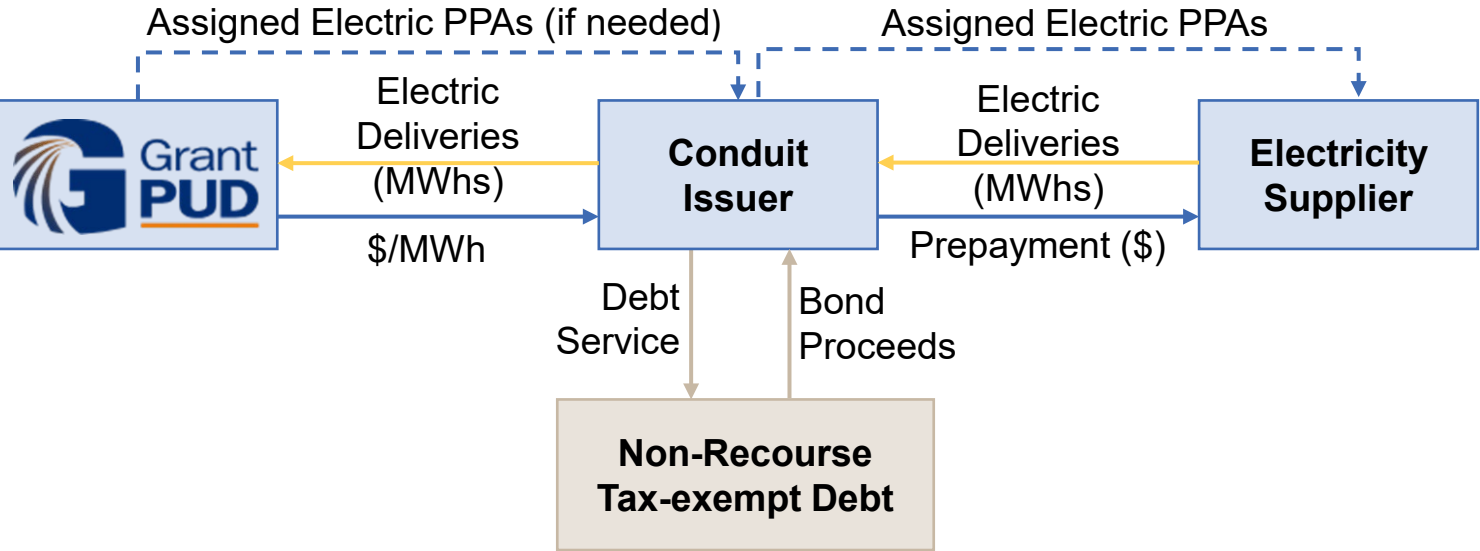 Assigned Electric PPAs (if needed)
Assigned Electric PPAs
Electric
Deliveries
(MWhs)
$/MWh
Grant
PUD
Conduit
Issuer
Electric
Deliveries
(MWhs)
Prepayment ($)
Electricity
Supplier
Debt
Service
Bond
Proceeds
Non-Recourse
Tax-exempt Debt